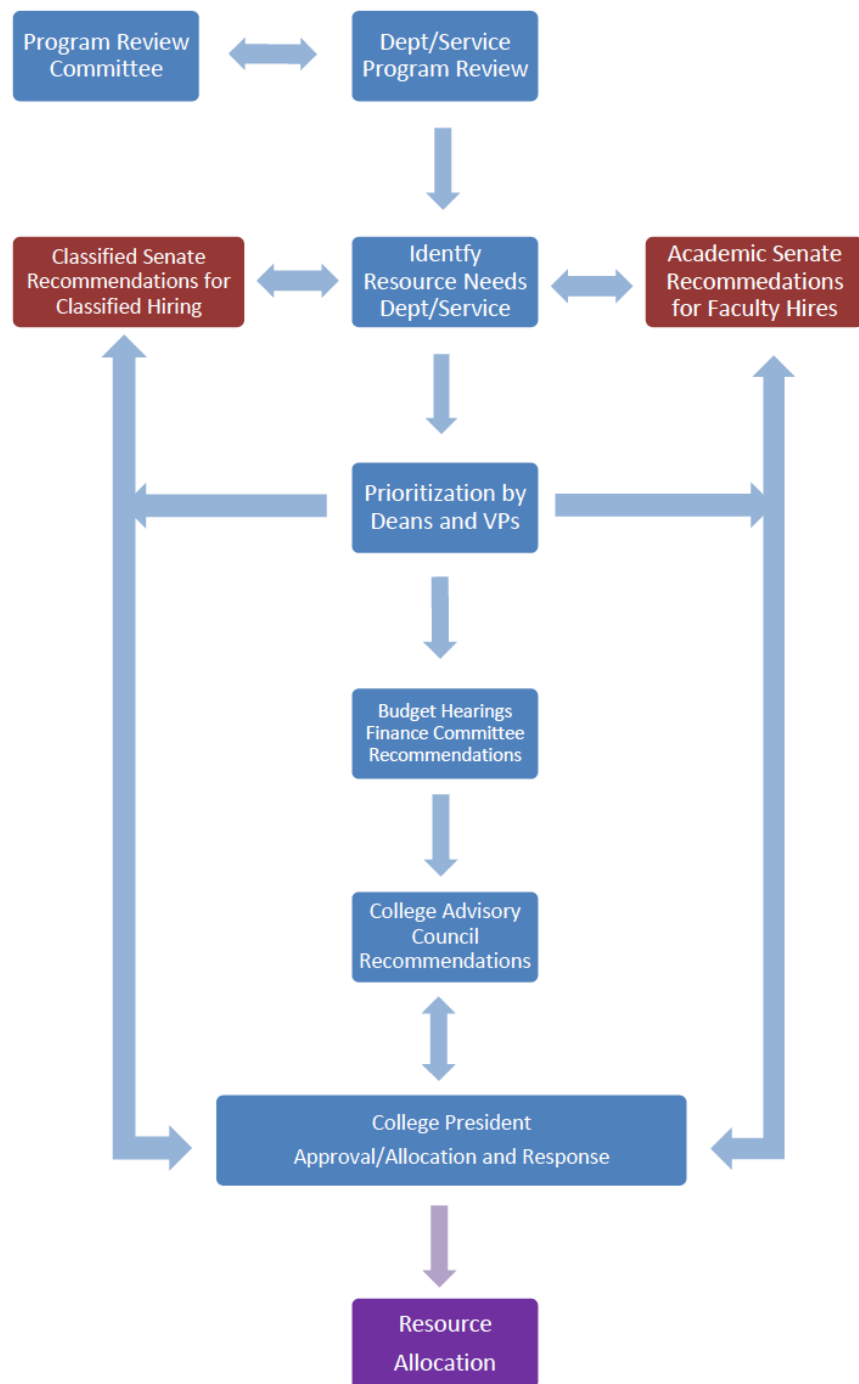 Program Review
Committee
Dept/Service
Program Review
Classified Senate
Recommendations for
Classified Hiring
Identfy
Resource Needs
Dept/Service
Academic Senate
Recommedations
for Faculty Hires
Prioritization by
Deans and VPs
Budget Hearings
Finance Committee
Recommendations
College Advisory
Council
Recommendations
College President
Approval/Allocation and Response
Resource
Allocation